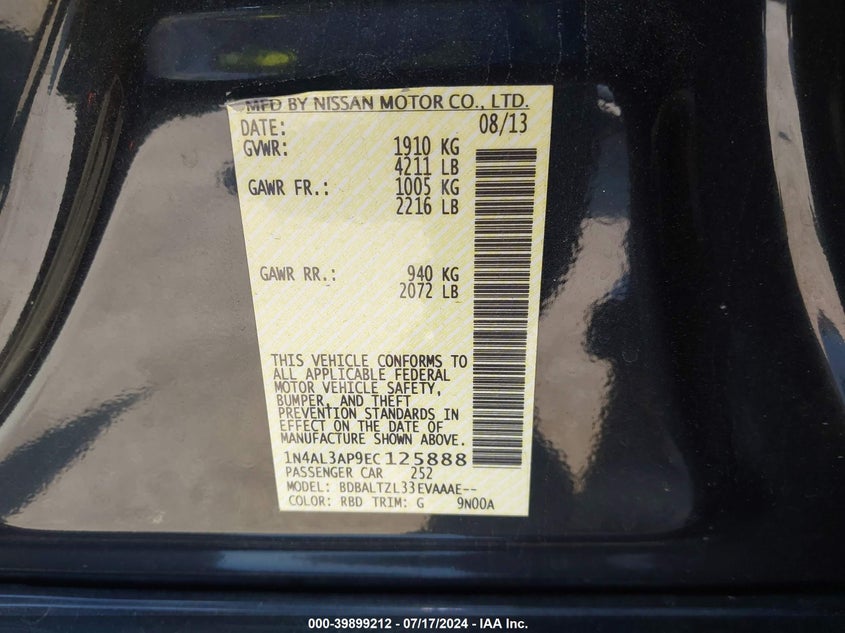 MFD BY NISSAN MOTOR CO., LTD.
DATE: 08/13
GVWR: 1910 KG
4211 LB
GAWR FR.: 1005 KG
2216 LB
GAWR RR.: 940 KG
2072 LB
THIS VEHICLE CONFORMS TO
ALL APPLICABLE FEDERAL
MOTOR VEHICLE SAFETY,
BUMPER, AND THEFT
PREVENTION STANDARDS IN
EFFECT ON THE DATE OF
MANUFACTURE SHOWN ABOVE.
1N4AL3AP9EC125888
PASSENGER CAR 252
MODEL: BDBALTZL33EVAAAE--
COLOR: RBD TRIM: G 9N00A
000-39899212 - 07/17/2024 - IAA Inc.